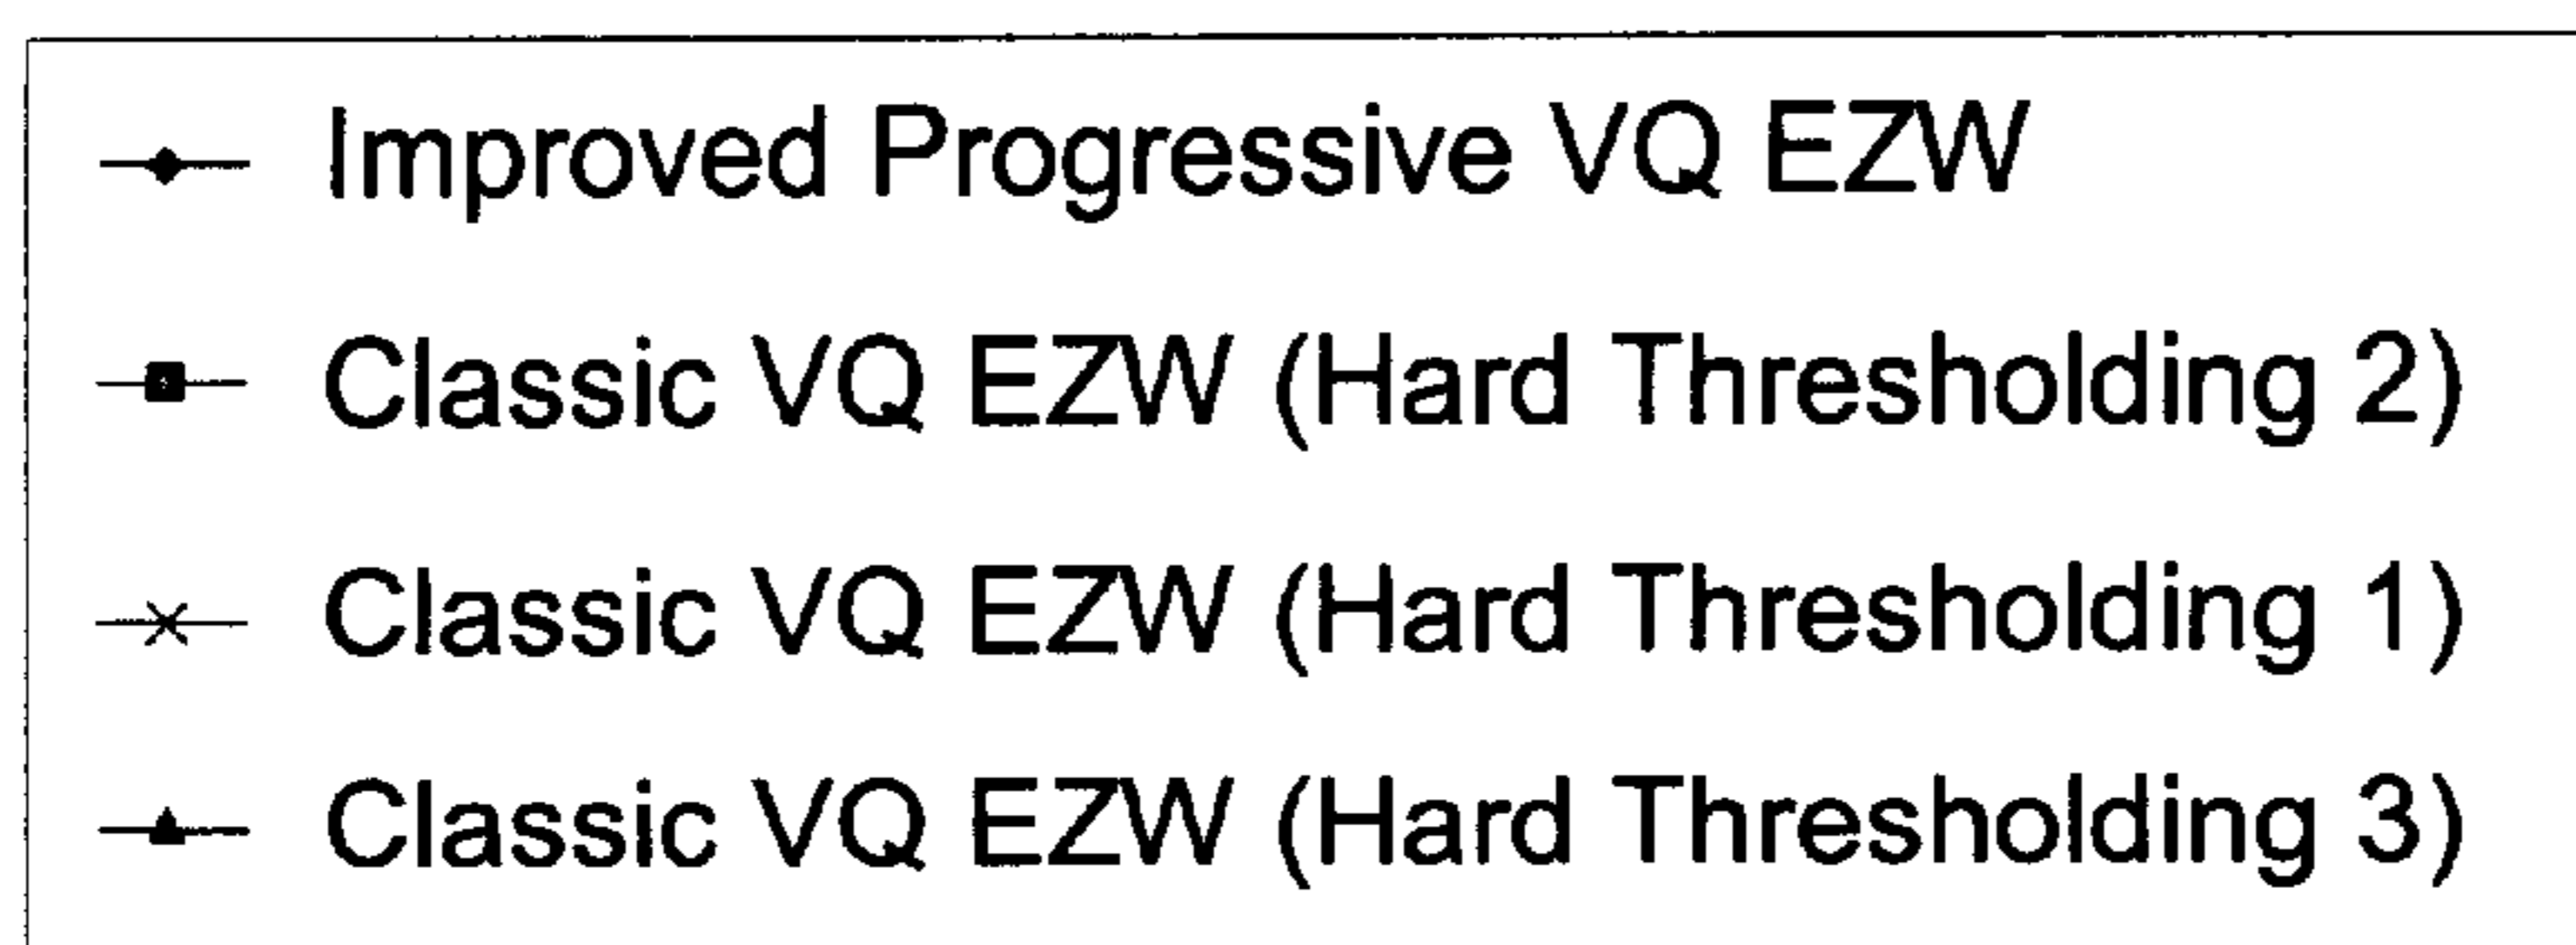 Improved Progressive VQ EZW
Classic VQ EZW (Hard Thresholding 2)
Classic VQ EZW (Hard Thresholding 1)
Classic VQ EZW (Hard Thresholding 3)